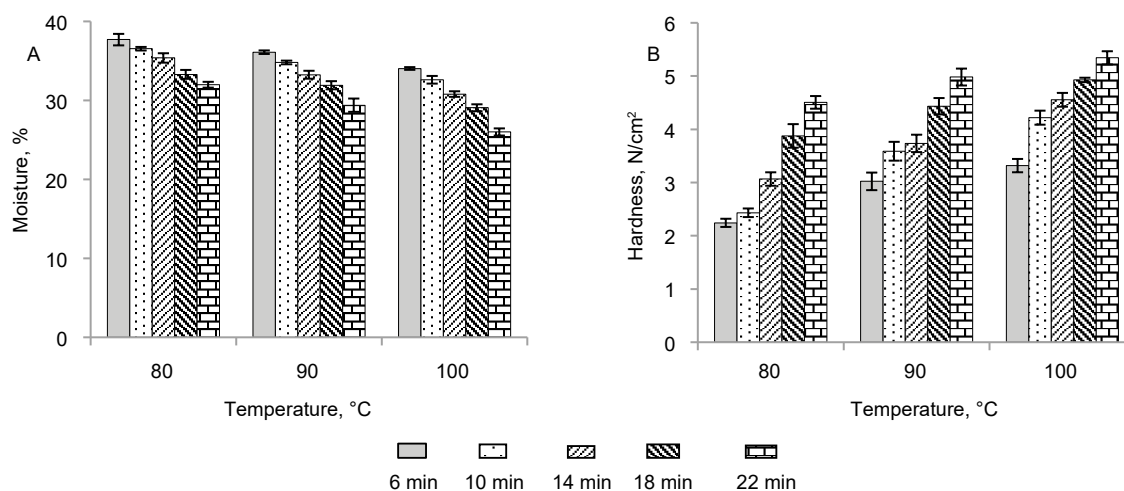 A
Moisture, %
40
30
20
10
0
80 90 100
Temperature, °C
B
Hardness, N/cm²
6
5
4
3
2
1
0
80 90 100
Temperature, °C
6 min 10 min 14 min 18 min 22 min